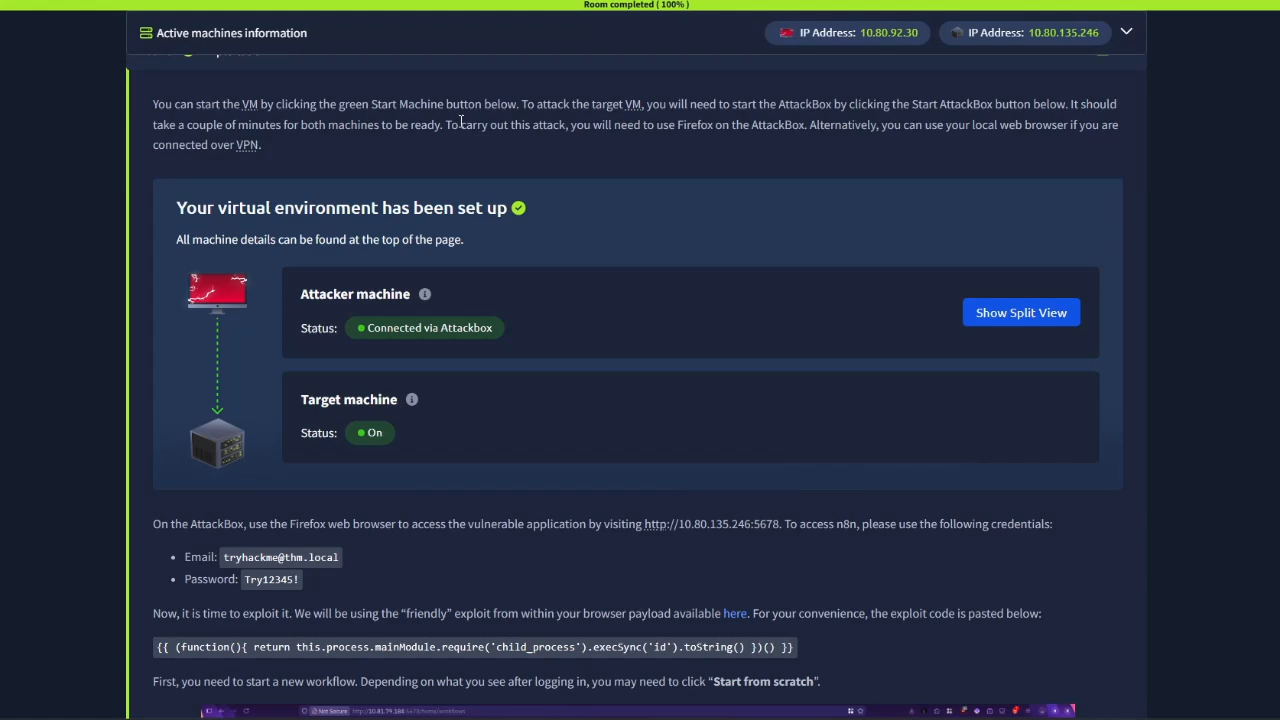 Room completed ( 100% )
Active machines information
IP Address: 10.80.92.30
IP Address: 10.80.135.246
You can start the VM by clicking the green Start Machine button below. To attack the target VM, you will need to start the AttackBox by clicking the Start AttackBox button below. It should
take a couple of minutes for both machines to be ready. To carry out this attack, you will need to use Firefox on the AttackBox. Alternatively, you can use your local web browser if you are
connected over VPN.
Your virtual environment has been set up
All machine details can be found at the top of the page.
Attacker machine
Status: Connected via Attackbox
Show Split View
Target machine
Status: On
On the AttackBox, use the Firefox web browser to access the vulnerable application by visiting http://10.80.135.246:5678. To access n8n, please use the following credentials:
• Email: tryhackme@thm.local
• Password: Try12345!
Now, it is time to exploit it. We will be using the “friendly” exploit from within your browser payload available here. For your convenience, the exploit code is pasted below:
{{ (function(){ return this.process.mainModule.require('child_process').execSync('id').toString() })() }}
First, you need to start a new workflow. Depending on what you see after logging in, you may need to click “Start from scratch”.
Not Secure